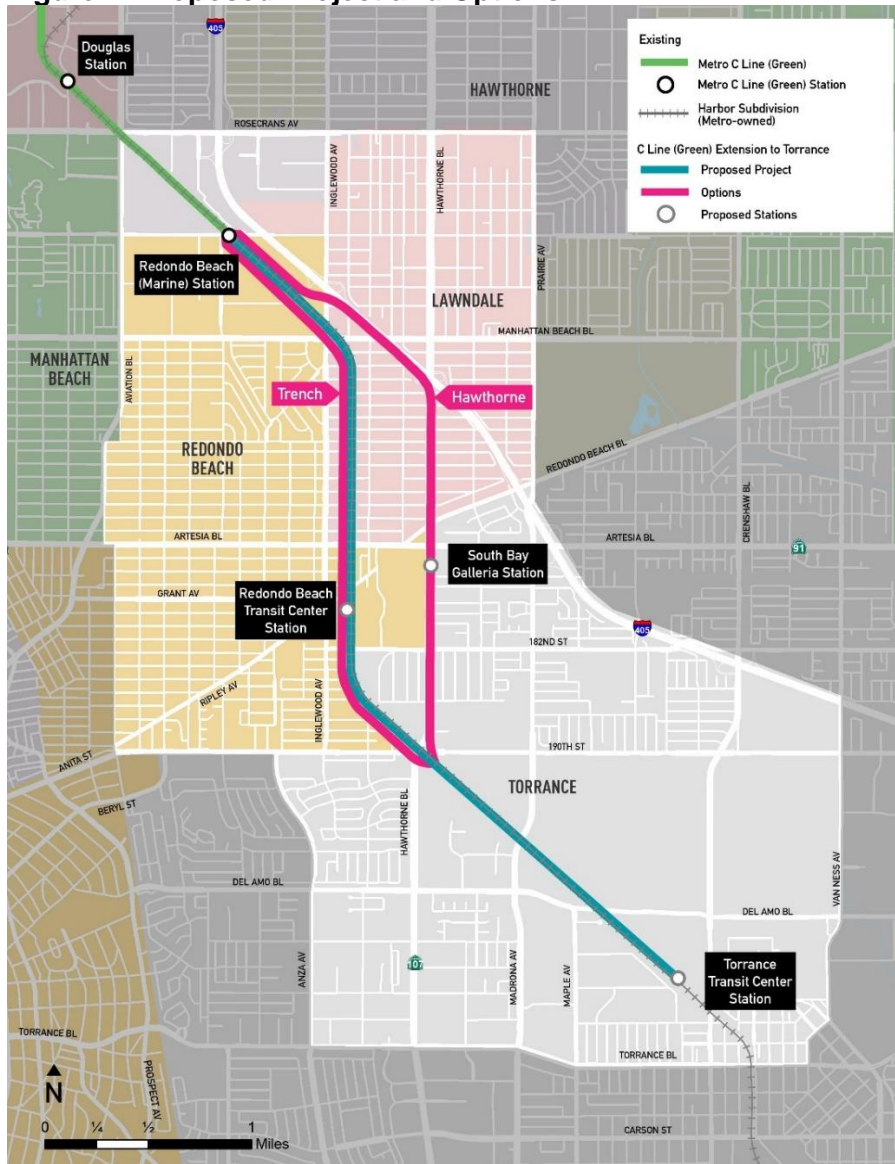 Douglas
Station
405
HAWTHORNE
Existing
Metro C Line (Green)
Metro C Line (Green) Station
Harbor Subdivision
(Metro-owned)
C Line (Green) Extension to Torrance
Proposed Project
Options
Proposed Stations
ROSECRANS AV
INGLEWOOD AV
HAWTHORNE BL
PRAIRIE AV
Redondo Beach
(Marine) Station
LAWNDALE
MANHATTAN BEACH BL
MANHATTAN
BEACH
AVIATION BL
Trench
Hawthorne
REDONDO
BEACH
REDONDO BEACH BL
CRENSHAW BL
ARTESIA BL
ARTESIA BL
91
South Bay
Galleria Station
GRANT AV
Redondo Beach
Transit Center
Station
405
182ND ST
RIPLEY AV
INGLEWOOD AV
190TH ST
ANITA ST
TORRANCE
BERYL ST
HAWTHORNE BL
VAN NESS AV
DEL AMO BL
DEL AMO BL
ANZA AV
107
MADRONA AV
MAPLE AV
Torrance
Transit Center
Station
TORRANCE BL
TORRANCE BL
PROSPECT AV
N
0 ¼ ½ 1
Miles
CARSON ST